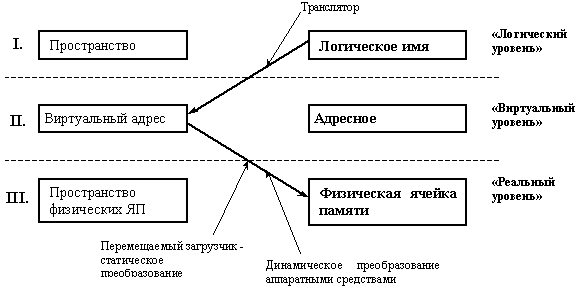 Транслятор
I. Пространство Логическое имя «Логический
уровень»
II. Виртуальный адрес Адресное «Виртуальный
уровень»
III. Пространство
физических ЯП
Физическая ячейка
памяти
«Реальный
уровень»
Перемещаемый загрузчик -
статическое
преобразование
Динамическое преобразование
аппаратными средствами